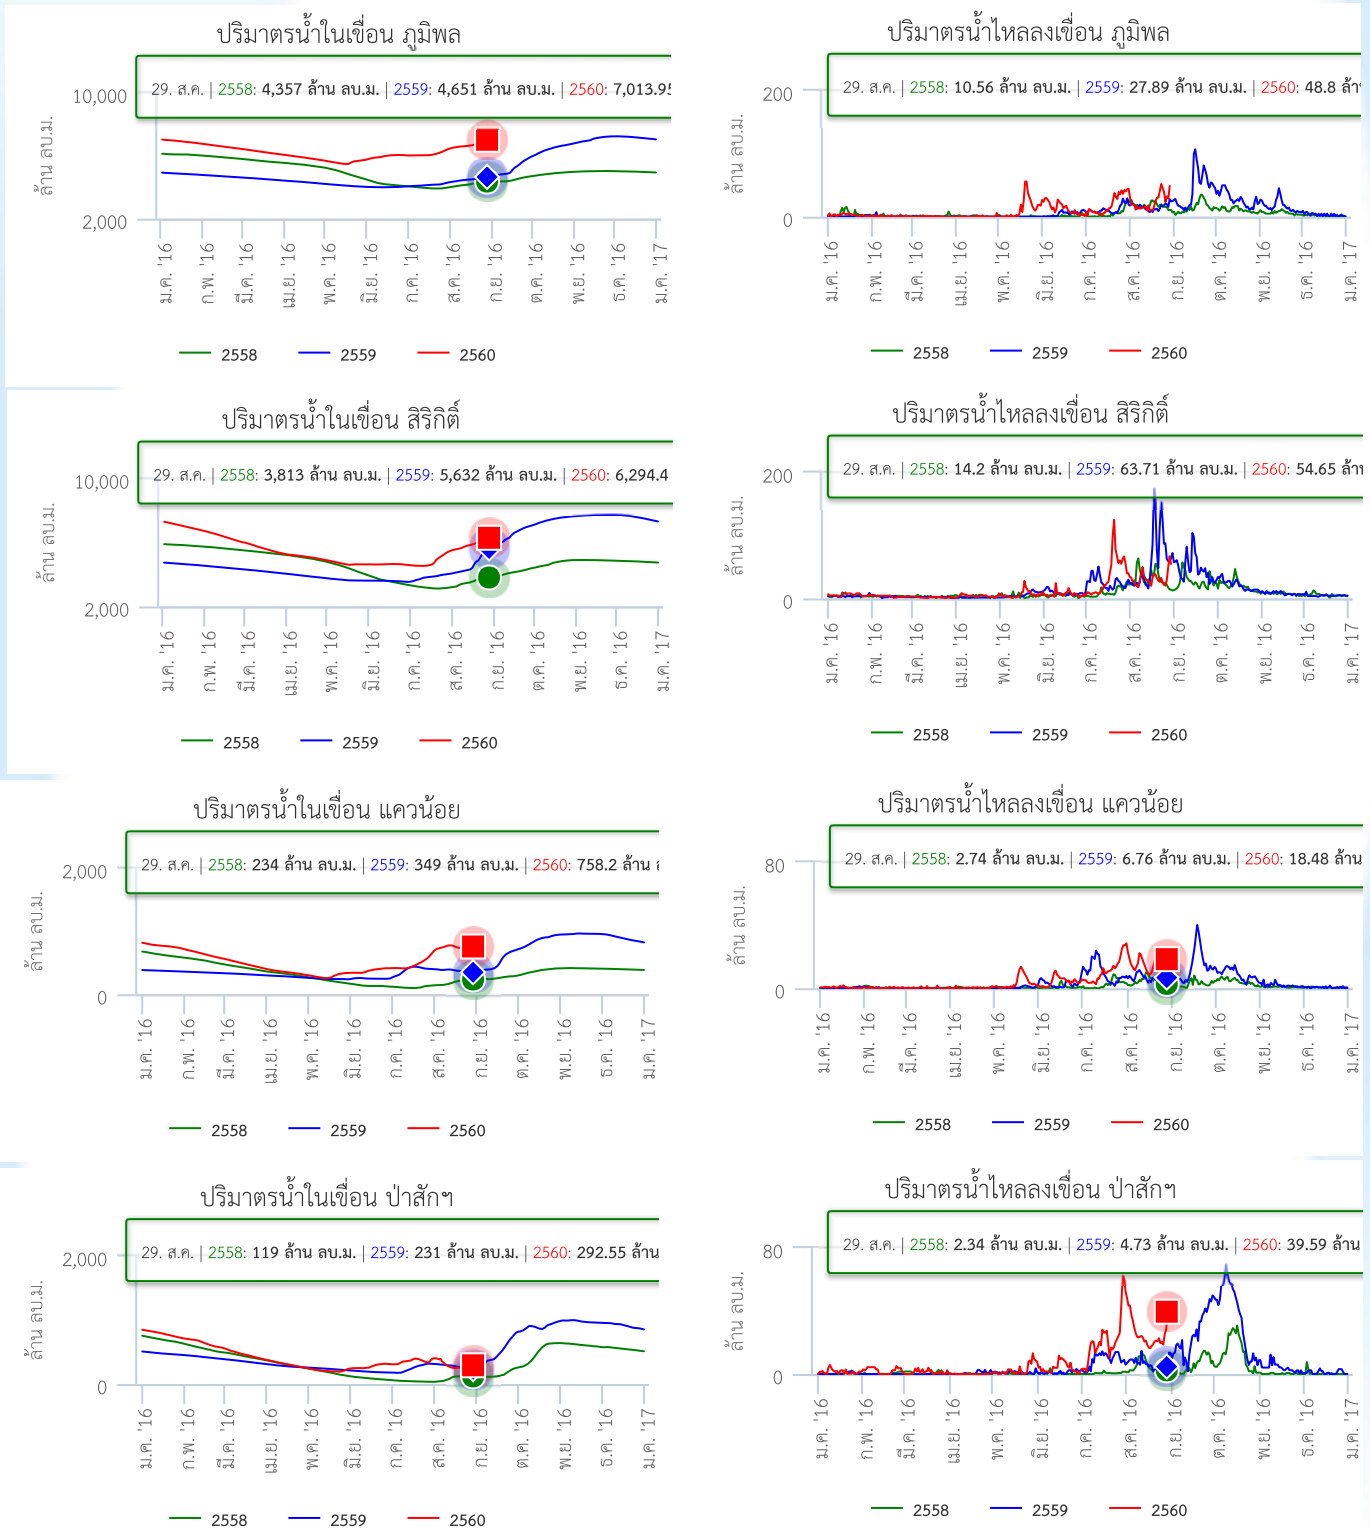 ปริมาตรน้ำในเขื่อน ภูมิพล
29. ส.ค. | 2558: 4,357 ล้าน ลบ.ม. | 2559: 4,651 ล้าน ลบ.ม. | 2560: 7,013.95
10,000
ล้าน ลบ.ม.
2,000
ม.ค. '16 ก.พ. '16 มี.ค. '16 เม.ย. '16 พ.ค. '16 มิ.ย. '16 ก.ค. '16 ส.ค. '16 ก.ย. '16 ต.ค. '16 พ.ย. '16 ธ.ค. '16 ม.ค. '17
2558 2559 2560
ปริมาตรน้ำไหลลงเขื่อน ภูมิพล
29. ส.ค. | 2558: 10.56 ล้าน ลบ.ม. | 2559: 27.89 ล้าน ลบ.ม. | 2560: 48.8 ล้าน
200
ล้าน ลบ.ม.
0
ม.ค. '16 ก.พ. '16 มี.ค. '16 เม.ย. '16 พ.ค. '16 มิ.ย. '16 ก.ค. '16 ส.ค. '16 ก.ย. '16 ต.ค. '16 พ.ย. '16 ธ.ค. '16 ม.ค. '17
2558 2559 2560
ปริมาตรน้ำในเขื่อน สิริกิติ์
29. ส.ค. | 2558: 3,813 ล้าน ลบ.ม. | 2559: 5,632 ล้าน ลบ.ม. | 2560: 6,294.4
10,000
ล้าน ลบ.ม.
2,000
ม.ค. '16 ก.พ. '16 มี.ค. '16 เม.ย. '16 พ.ค. '16 มิ.ย. '16 ก.ค. '16 ส.ค. '16 ก.ย. '16 ต.ค. '16 พ.ย. '16 ธ.ค. '16 ม.ค. '17
2558 2559 2560
ปริมาตรน้ำไหลลงเขื่อน สิริกิติ์
29. ส.ค. | 2558: 14.2 ล้าน ลบ.ม. | 2559: 63.71 ล้าน ลบ.ม. | 2560: 54.65 ล้าน
200
ล้าน ลบ.ม.
0
ม.ค. '16 ก.พ. '16 มี.ค. '16 เม.ย. '16 พ.ค. '16 มิ.ย. '16 ก.ค. '16 ส.ค. '16 ก.ย. '16 ต.ค. '16 พ.ย. '16 ธ.ค. '16 ม.ค. '17
2558 2559 2560
ปริมาตรน้ำในเขื่อน แควน้อย
29. ส.ค. | 2558: 234 ล้าน ลบ.ม. | 2559: 349 ล้าน ลบ.ม. | 2560: 758.2 ล้าน
2,000
ล้าน ลบ.ม.
0
ม.ค. '16 ก.พ. '16 มี.ค. '16 เม.ย. '16 พ.ค. '16 มิ.ย. '16 ก.ค. '16 ส.ค. '16 ก.ย. '16 ต.ค. '16 พ.ย. '16 ธ.ค. '16 ม.ค. '17
2558 2559 2560
ปริมาตรน้ำไหลลงเขื่อน แควน้อย
29. ส.ค. | 2558: 2.74 ล้าน ลบ.ม. | 2559: 6.76 ล้าน ลบ.ม. | 2560: 18.48 ล้าน
80
ล้าน ลบ.ม.
0
ม.ค. '16 ก.พ. '16 มี.ค. '16 เม.ย. '16 พ.ค. '16 มิ.ย. '16 ก.ค. '16 ส.ค. '16 ก.ย. '16 ต.ค. '16 พ.ย. '16 ธ.ค. '16 ม.ค. '17
2558 2559 2560
ปริมาตรน้ำในเขื่อน ป่าสักฯ
29. ส.ค. | 2558: 119 ล้าน ลบ.ม. | 2559: 231 ล้าน ลบ.ม. | 2560: 292.55 ล้าน
2,000
ล้าน ลบ.ม.
0
ม.ค. '16 ก.พ. '16 มี.ค. '16 เม.ย. '16 พ.ค. '16 มิ.ย. '16 ก.ค. '16 ส.ค. '16 ก.ย. '16 ต.ค. '16 พ.ย. '16 ธ.ค. '16 ม.ค. '17
2558 2559 2560
ปริมาตรน้ำไหลลงเขื่อน ป่าสักฯ
29. ส.ค. | 2558: 2.34 ล้าน ลบ.ม. | 2559: 4.73 ล้าน ลบ.ม. | 2560: 39.59 ล้าน
80
ล้าน ลบ.ม.
0
ม.ค. '16 ก.พ. '16 มี.ค. '16 เม.ย. '16 พ.ค. '16 มิ.ย. '16 ก.ค. '16 ส.ค. '16 ก.ย. '16 ต.ค. '16 พ.ย. '16 ธ.ค. '16 ม.ค. '17
2558 2559 2560